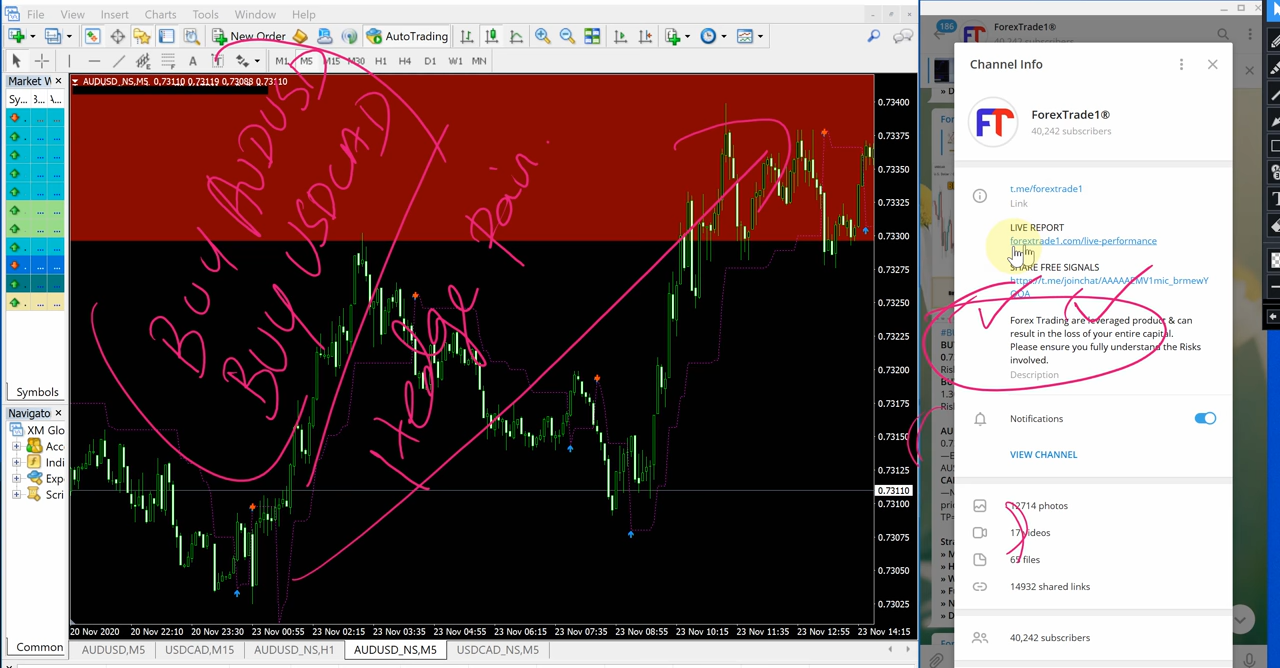 File View Insert Charts Tools Window Help
New Order AutoTrading
A T M1 M5 M15 M30 H1 H4 D1 W1 MN
Market W ×
Sy... B... A...
Symbols
Navigato ×
XM Glo
Acc
Indi
Exp
Scri
Common
AUDUSD_NS,M5 0.73110 0.73119 0.73088 0.73110
Buy AUDUSD
BUY USDCAD
Hedge Pair.
0.73400
0.73375
0.73350
0.73325
0.73300
0.73275
0.73250
0.73225
0.73200
0.73175
0.73150
0.73125
0.73110
0.73100
0.73075
0.73050
0.73025
20 Nov 2020 20 Nov 22:10 20 Nov 23:30 23 Nov 00:55 23 Nov 02:15 23 Nov 03:35 23 Nov 04:55 23 Nov 06:15 23 Nov 07:35 23 Nov 08:55 23 Nov 10:15 23 Nov 11:35 23 Nov 12:55 23 Nov 14:15
AUDUSD,M5 USDCAD,M15 AUDUSD_NS,H1 AUDUSD_NS,M5 USDCAD_NS,M5
186
ForexTrade1®
40,242 subscribers
Channel Info
FT
ForexTrade1®
40,242 subscribers
t.me/forextrade1
Link
LIVE REPORT
forextrade1.com/live-performance
SHARE FREE SIGNALS
https://t.me/joinchat/AAAAAEMV1mic_brmewY
Forex Trading are leveraged product & can
result in the loss of your entire capital.
Please ensure you fully understand the Risks
involved.
Description
Notifications
VIEW CHANNEL
12714 photos
videos
files
14932 shared links
40,242 subscribers